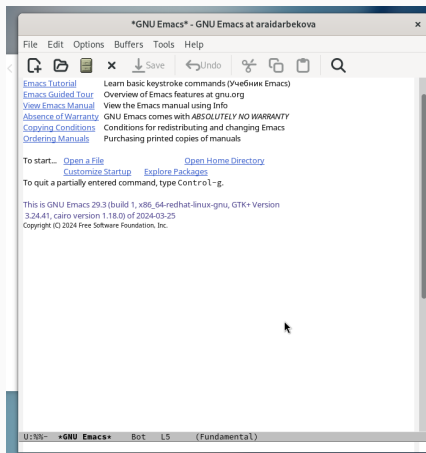 *GNU Emacs* - GNU Emacs at araidarbekova ×
File Edit Options Buffers Tools Help
Save Undo
Emacs Tutorial Learn basic keystroke commands (Учебник Emacs)
Emacs Guided Tour Overview of Emacs features at gnu.org
View Emacs Manual View the Emacs manual using Info
Absence of Warranty GNU Emacs comes with ABSOLUTELY NO WARRANTY
Copying Conditions Conditions for redistributing and changing Emacs
Ordering Manuals Purchasing printed copies of manuals
To start... Open a File Open Home Directory
Customize Startup Explore Packages
To quit a partially entered command, type Control-g.
This is GNU Emacs 29.3 (build 1, x86_64-redhat-linux-gnu, GTK+ Version
3.24.41, cairo version 1.18.0) of 2024-03-25
Copyright (C) 2024 Free Software Foundation, Inc.
U:%%- *GNU Emacs* Bot L5 (Fundamental)